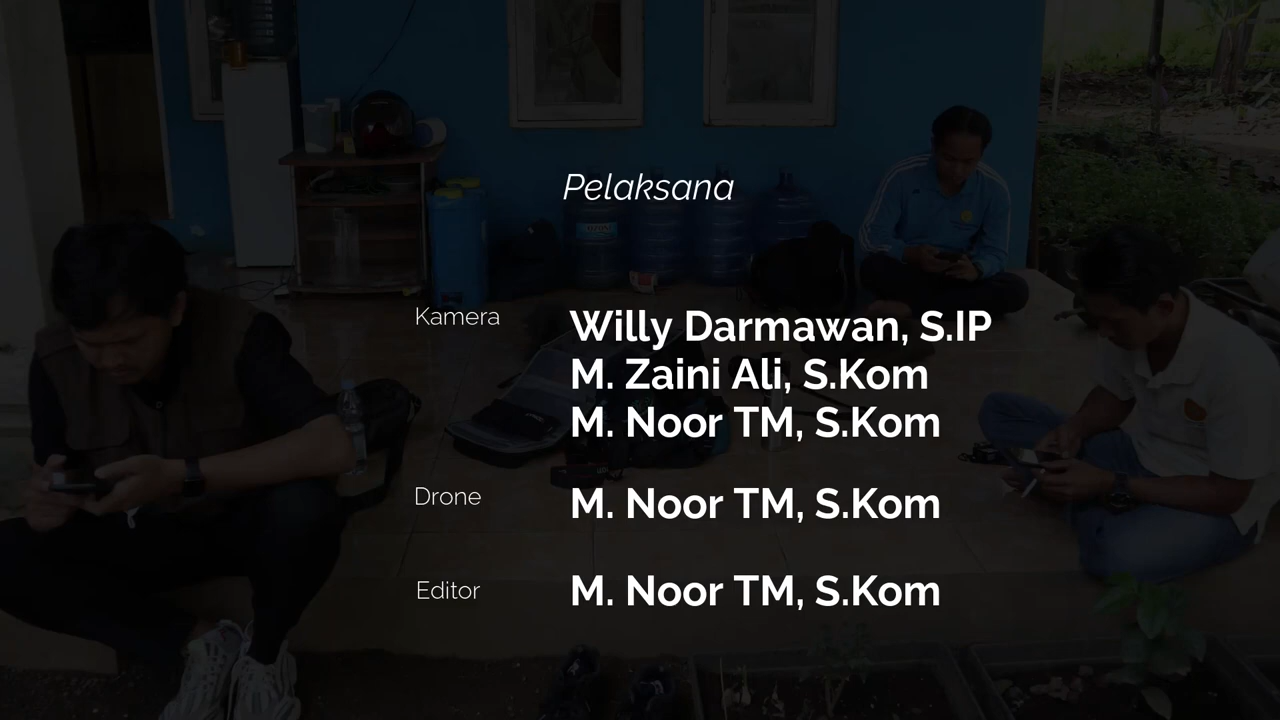 Pelaksana
Kamera
Willy Darmawan, S.IP
M. Zaini Ali, S.Kom
M. Noor TM, S.Kom
Drone
M. Noor TM, S.Kom
Editor
M. Noor TM, S.Kom